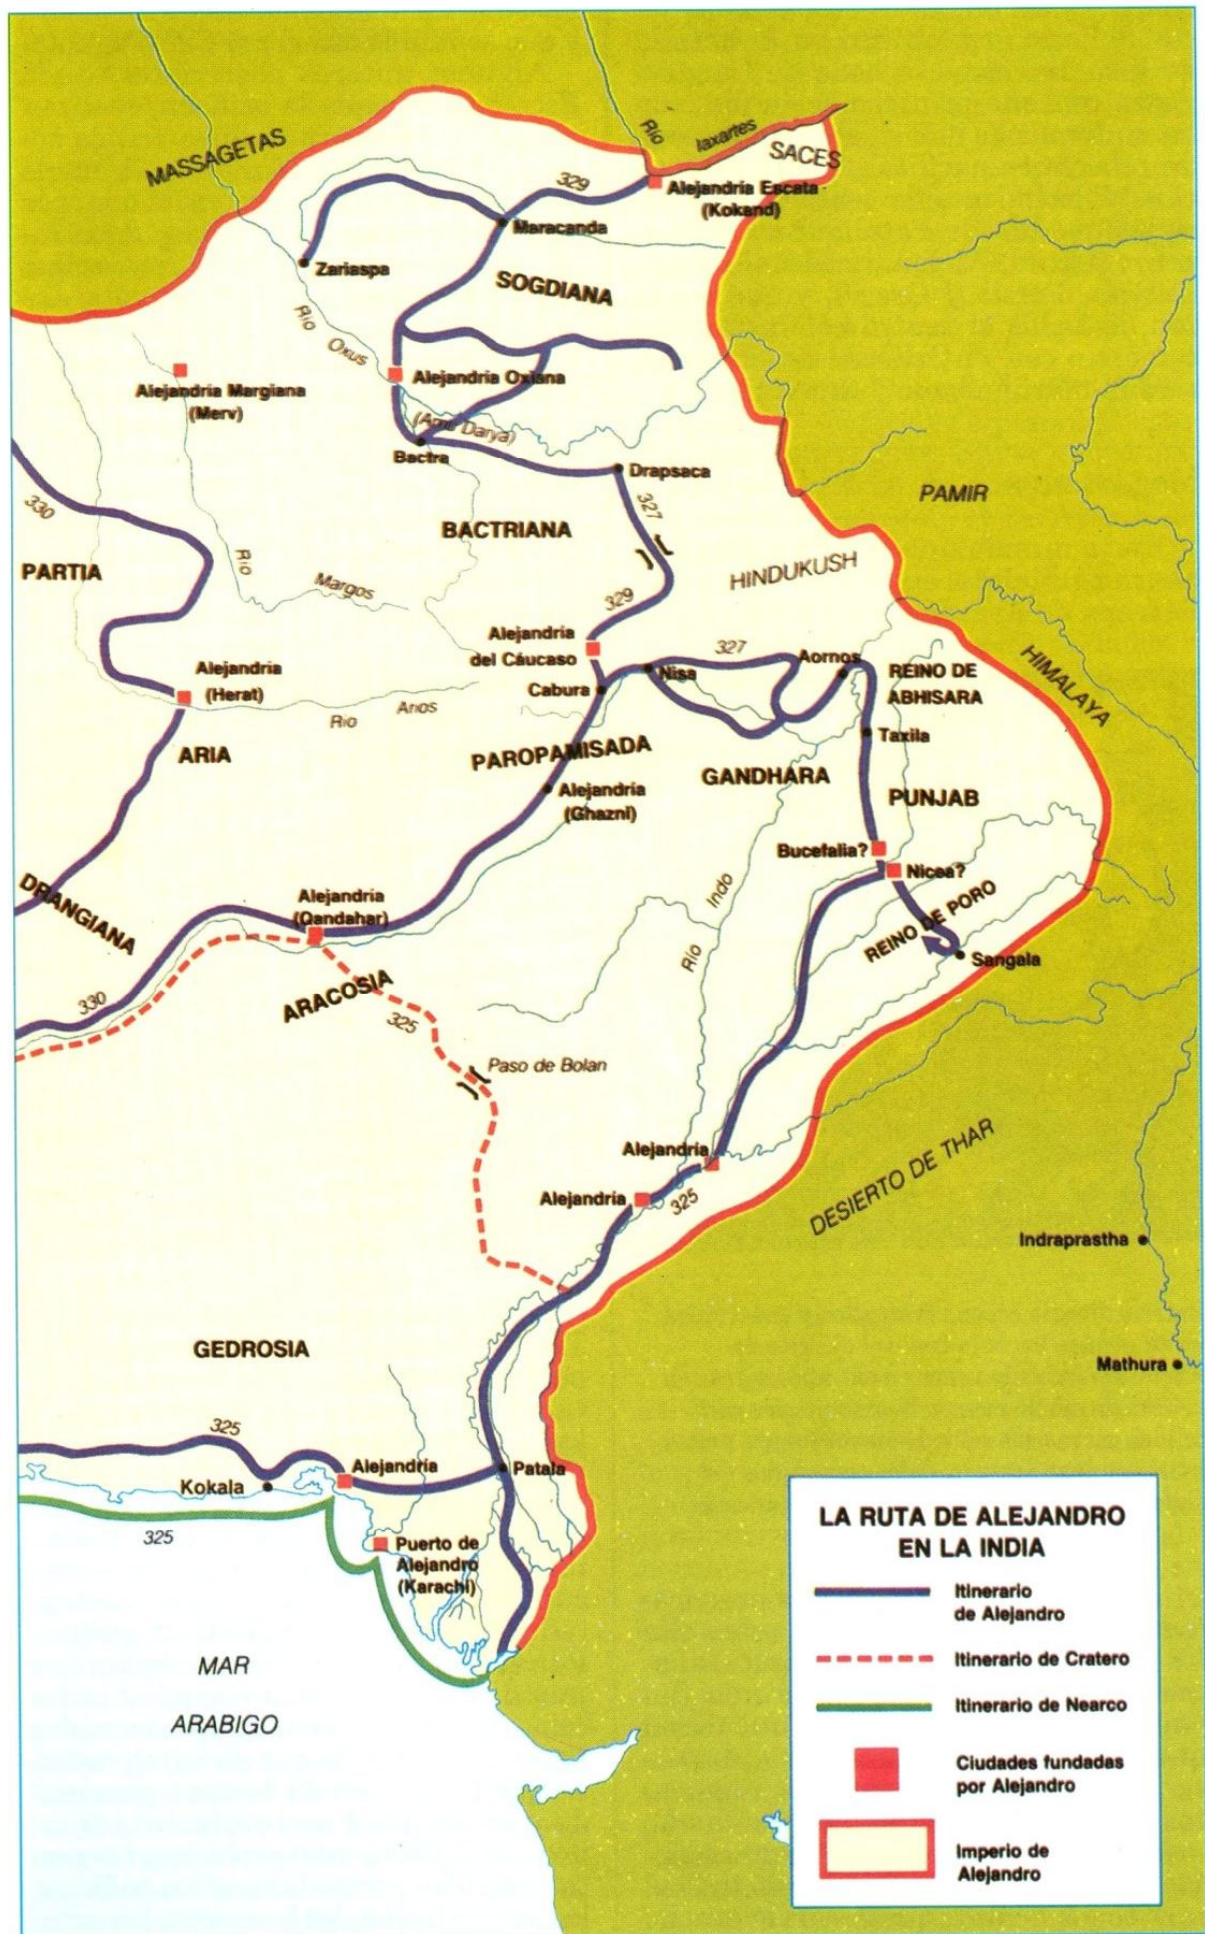 MASSAGETAS
Río
Iaxartes
SACES
329
Alejandría Escata
(Kokand)
Maracanda
Zariaspa
SOGDIANA
Río
Oxus
Alejandría Margiana
(Merv)
Alejandría Oxiana
(Amu Darya)
Bactra
Drapsaca
330
327
PAMIR
BACTRIANA
PARTIA
Río
Margos
HINDUKUSH
329
Alejandría
del Cáucaso
327
Aornos
HIMALAYA
Alejandría
(Herat)
Nisa
REINO DE
ABHISARA
Cabura
Río
Arios
Taxila
ARIA
PAROPAMISADA
GANDHARA
Alejandría
(Ghazni)
PUNJAB
Bucefalia?
Nicea?
DRANGIANA
Alejandría
(Qandahar)
Indo
Río
REINO DE PORO
Sangala
330
ARACOSIA
325
Paso de Bolan
Alejandría
Alejandría
325
DESIERTO DE THAR
Indraprastha
GEDROSIA
Mathura
325
Kokala
Alejandría
Patala
325
Puerto de
Alejandro
(Karachi)
MAR
ARABIGO
LA RUTA DE ALEJANDRO
EN LA INDIA
Itinerario
de Alejandro
Itinerario de Cratero
Itinerario de Nearco
Ciudades fundadas
por Alejandro
Imperio de
Alejandro